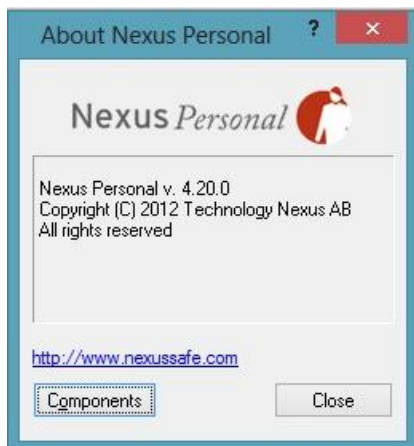 About Nexus Personal ? ×
Nexus Personal
Nexus Personal v. 4.20.0
Copyright (C) 2012 Technology Nexus AB
All rights reserved
http://www.nexussafe.com
Components Close